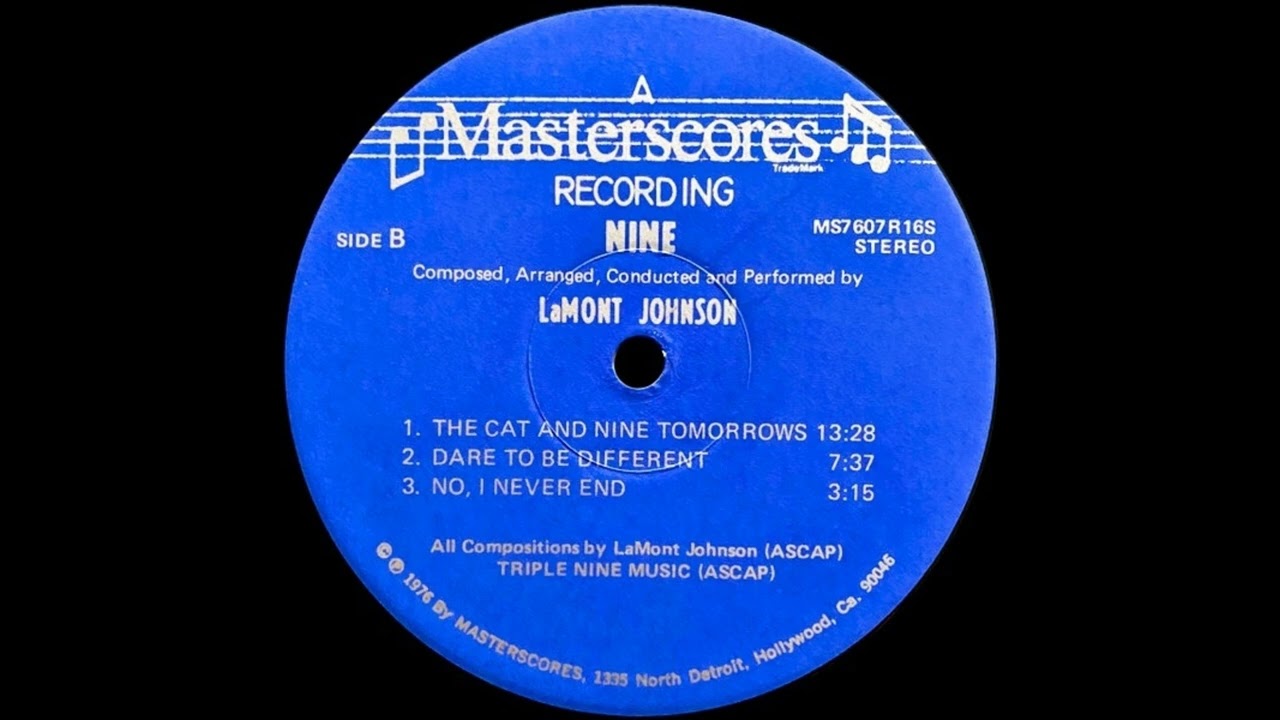 A
Masterscores
Trade Mark
RECORDING
SIDE B
NINE
MS7607R16S
STEREO
Composed, Arranged, Conducted and Performed by
LaMONT JOHNSON
1. THE CAT AND NINE TOMORROWS 13:28
2. DARE TO BE DIFFERENT 7:37
3. NO, I NEVER END 3:15
All Compositions by LaMont Johnson (ASCAP)
TRIPLE NINE MUSIC (ASCAP)
© ℗ 1976 By MASTERSCORES, 1335 North Detroit, Hollywood, Ca. 90046